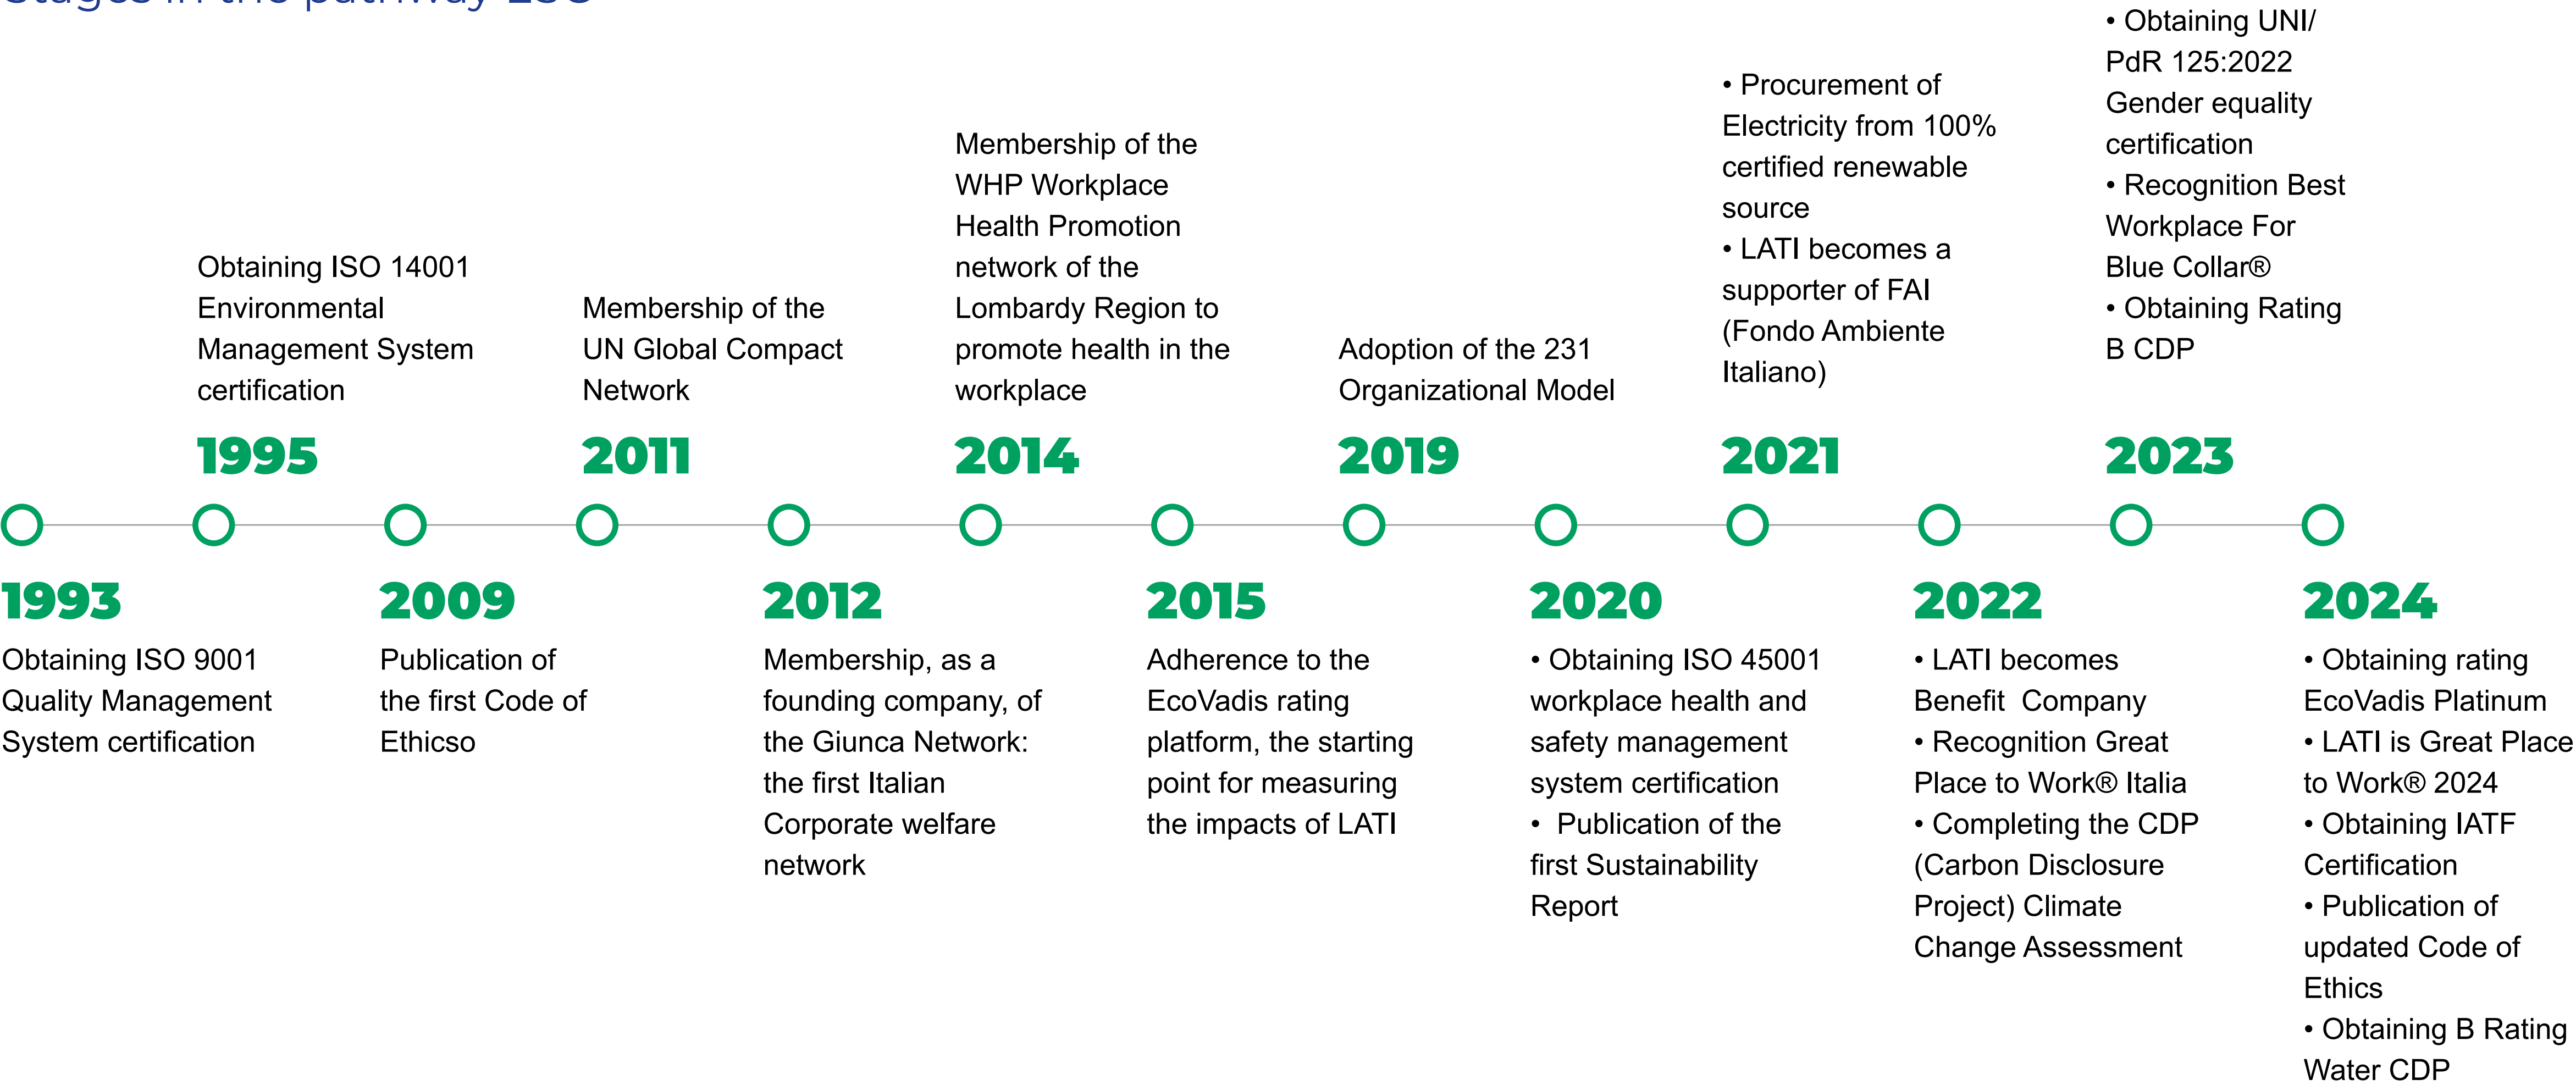 Stages in the pathway ESG
1993
Obtaining ISO 9001
Quality Management
System certification
Obtaining ISO 14001
Environmental
Management System
certification
1995
2009
Publication of
the first Code of
Ethicso
Membership of the
UN Global Compact
Network
2011
2012
Membership, as a
founding company, of
the Giunca Network:
the first Italian
Corporate welfare
network
Membership of the
WHP Workplace
Health Promotion
network of the
Lombardy Region to
promote health in the
workplace
2014
2015
Adherence to the
EcoVadis rating
platform, the starting
point for measuring
the impacts of LATI
Adoption of the 231
Organizational Model
2019
2020
• Obtaining ISO 45001
workplace health and
safety management
system certification
•  Publication of the
first Sustainability
Report
• Procurement of
Electricity from 100%
certified renewable
source
• LATI becomes a
supporter of FAI
(Fondo Ambiente
Italiano)
2021
2022
• LATI becomes
Benefit  Company
• Recognition Great
Place to Work® Italia
• Completing the CDP
(Carbon Disclosure
Project) Climate
Change Assessment
• Obtaining UNI/
PdR 125:2022
Gender equality
certification
• Recognition Best
Workplace For
Blue Collar®
• Obtaining Rating
B CDP
2023
2024
• Obtaining rating
EcoVadis Platinum
• LATI is Great Place
to Work® 2024
• Obtaining IATF
Certification
• Publication of
updated Code of
Ethics
• Obtaining B Rating
Water CDP